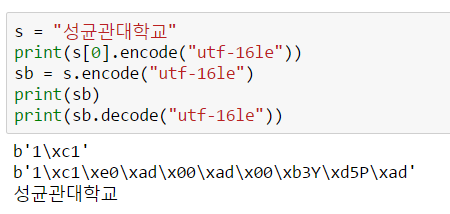 s = "성균관대학교"
print(s[0].encode("utf-16le"))
sb = s.encode("utf-16le")
print(sb)
print(sb.decode("utf-16le"))
b'1\xc1'
b'1\xc1\xe0\xad\x00\xad\x00\xb3Y\xd5P\xad'
성균관대학교